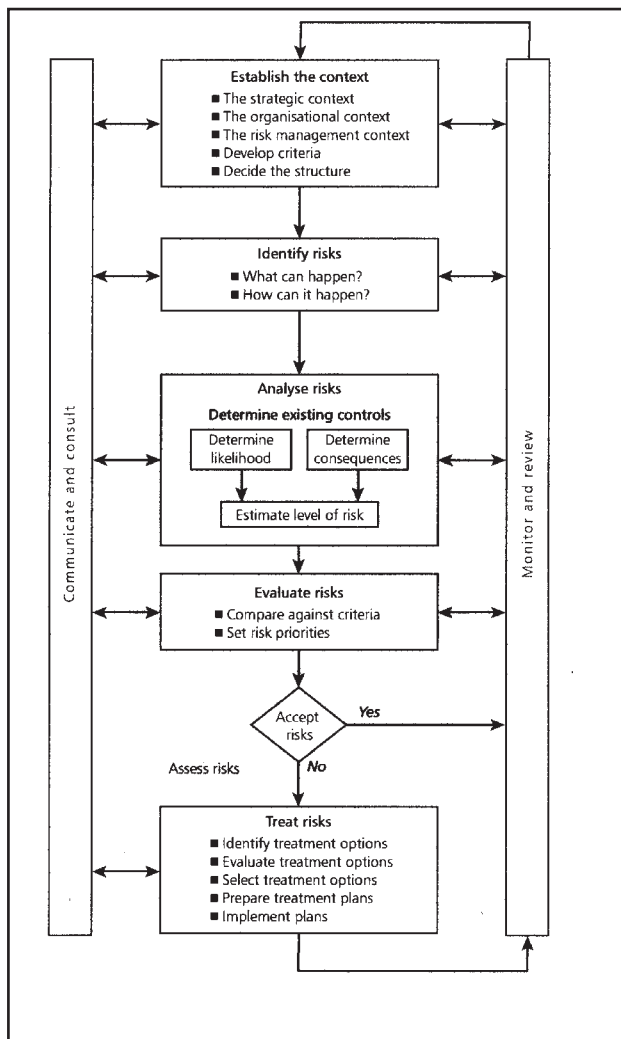 Establish the context
■ The strategic context
■ The organisational context
■ The risk management context
■ Develop criteria
■ Decide the structure
Identify risks
■ What can happen?
■ How can it happen?
Analyse risks
Determine existing controls
Determine
likelihood
Determine
consequences
Estimate level of risk
Evaluate risks
■ Compare against criteria
■ Set risk priorities
Accept
risks
Yes
No
Assess risks
Treat risks
■ Identify treatment options
■ Evaluate treatment options
■ Select treatment options
■ Prepare treatment plans
■ Implement plans
Communicate and consult
Monitor and review